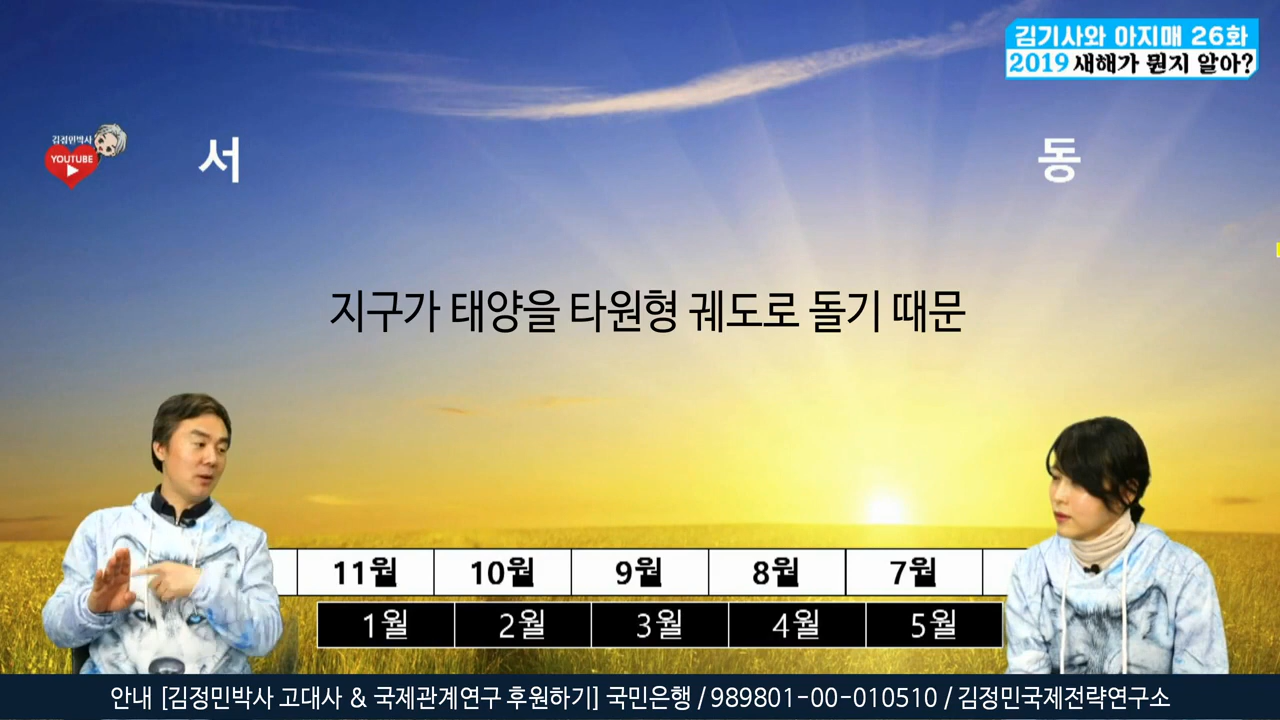 김기사와 아지매 26화
2019 새해가 뭔지 알아?
김정민박사
YOUTUBE
서
동
지구가 태양을 타원형 궤도로 돌기 때문
11월 10월 9월 8월 7월
1월 2월 3월 4월 5월
안내 [김정민박사 고대사 & 국제관계연구 후원하기] 국민은행 / 989801-00-010510 / 김정민국제전략연구소